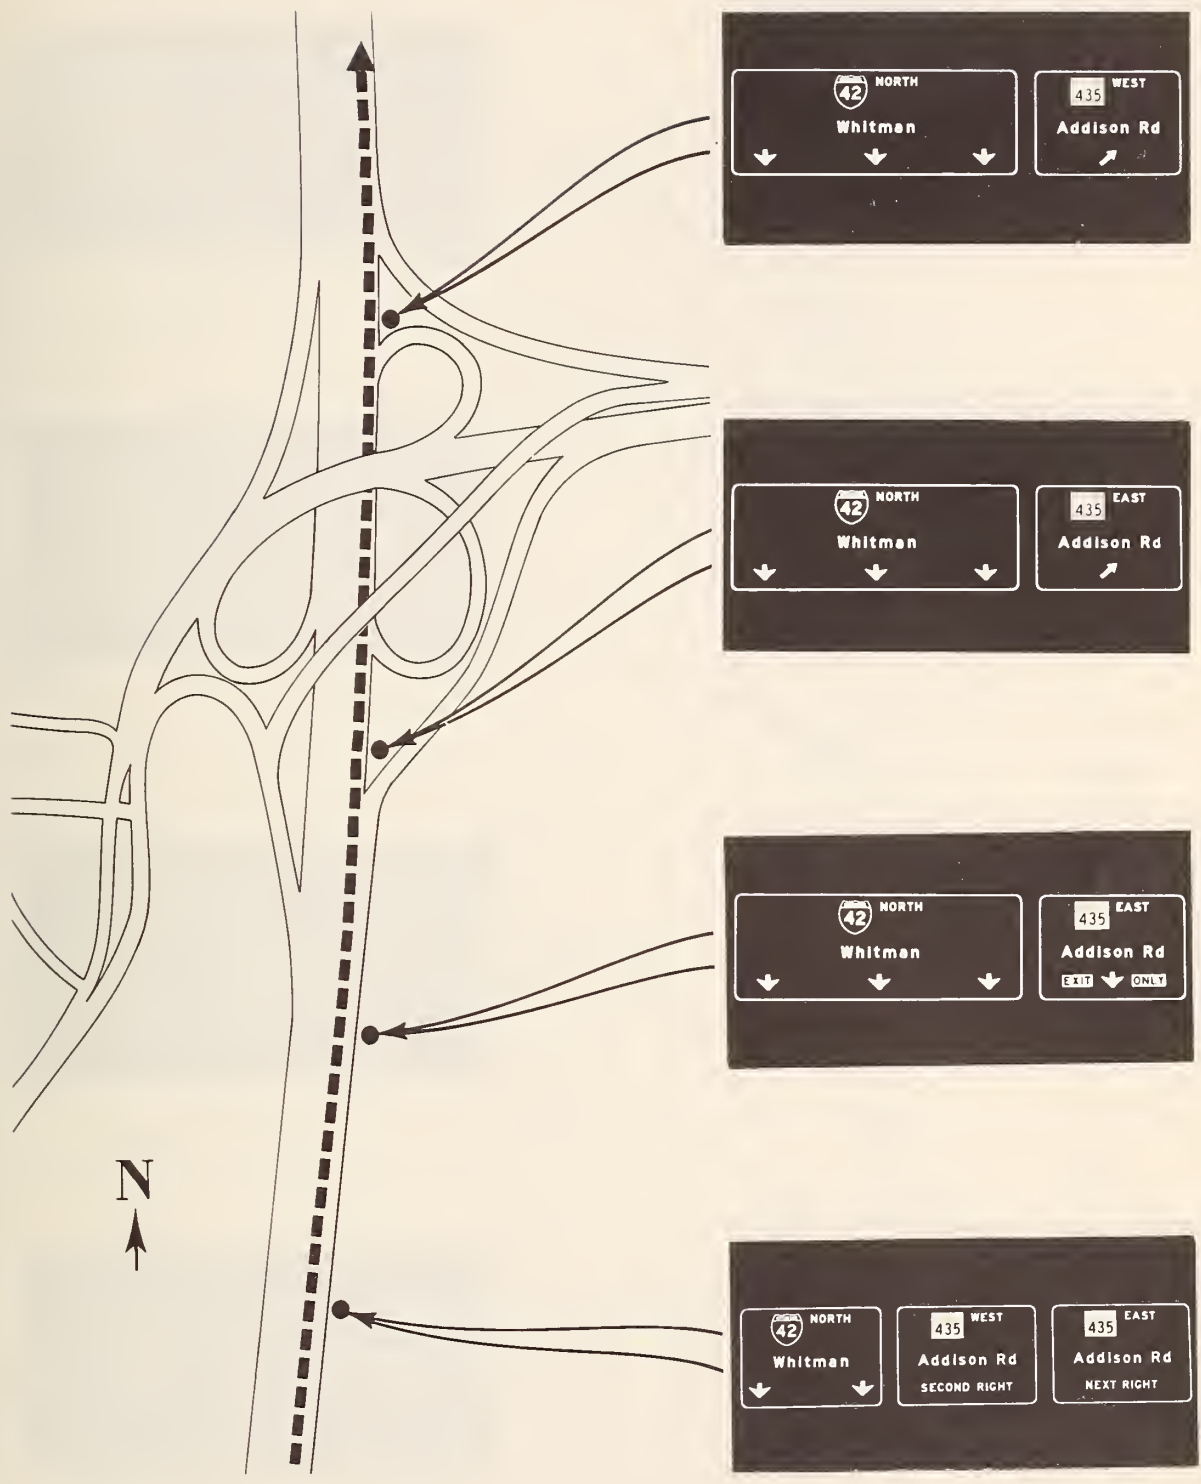 42 NORTH
Whitman
435 WEST
Addison Rd
42 NORTH
Whitman
435 EAST
Addison Rd
42 NORTH
Whitman
435 EAST
Addison Rd
EXIT ONLY
N
42 NORTH
Whitman
435 WEST
Addison Rd
SECOND RIGHT
435 EAST
Addison Rd
NEXT RIGHT